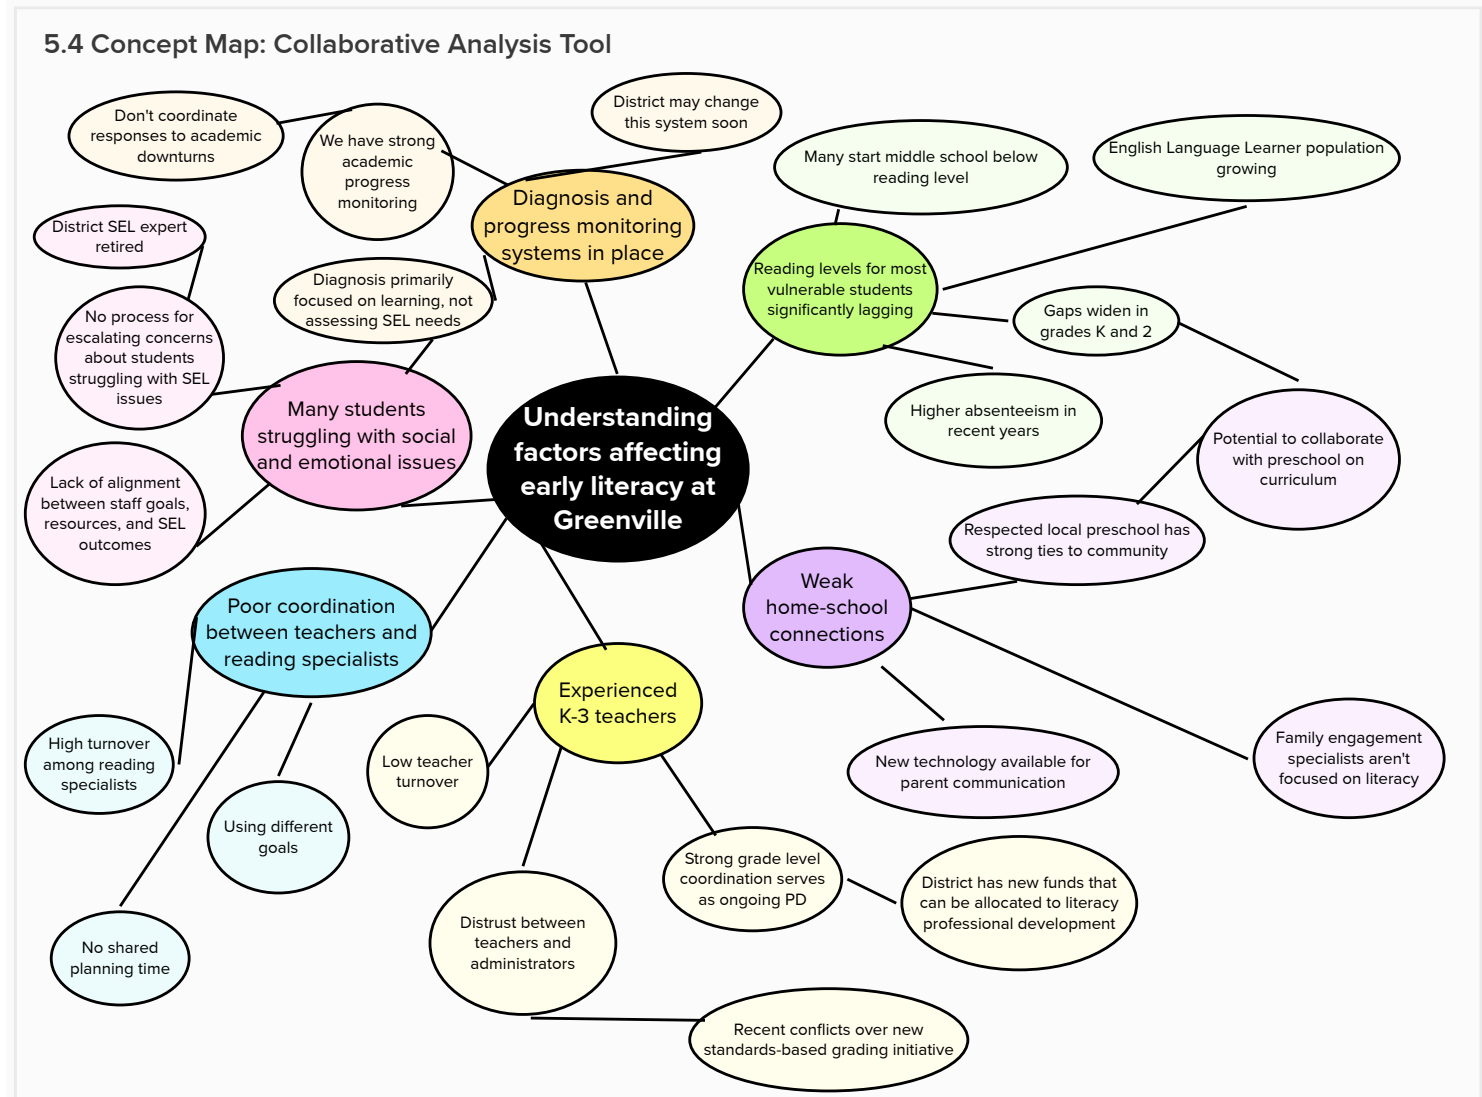 5.4 Concept Map: Collaborative Analysis Tool
Don't coordinate
responses to academic
downturns
We have strong
academic
progress
monitoring
District may change
this system soon
Diagnosis and
progress monitoring
systems in place
Many start middle school below
reading level
English Language Learner population
growing
District SEL expert
retired
Diagnosis primarily
focused on learning, not
assessing SEL needs
Reading levels for most
vulnerable students
significantly lagging
Gaps widen in
grades K and 2
No process for
escalating concerns
about students
struggling with SEL
issues
Many students
struggling with social
and emotional issues
Understanding
factors affecting
early literacy at
Greenville
Higher absenteeism in
recent years
Potential to collaborate
with preschool on
curriculum
Lack of alignment
between staff goals,
resources, and SEL
outcomes
Respected local preschool has
strong ties to community
Poor coordination
between teachers and
reading specialists
Weak
home-school
connections
Experienced
K-3 teachers
High turnover
among reading
specialists
Using different
goals
Low teacher
turnover
New technology available for
parent communication
Family engagement
specialists aren't
focused on literacy
Strong grade level
coordination serves
as ongoing PD
District has new funds that
can be allocated to literacy
professional development
No shared
planning time
Distrust between
teachers and
administrators
Recent conflicts over new
standards-based grading initiative